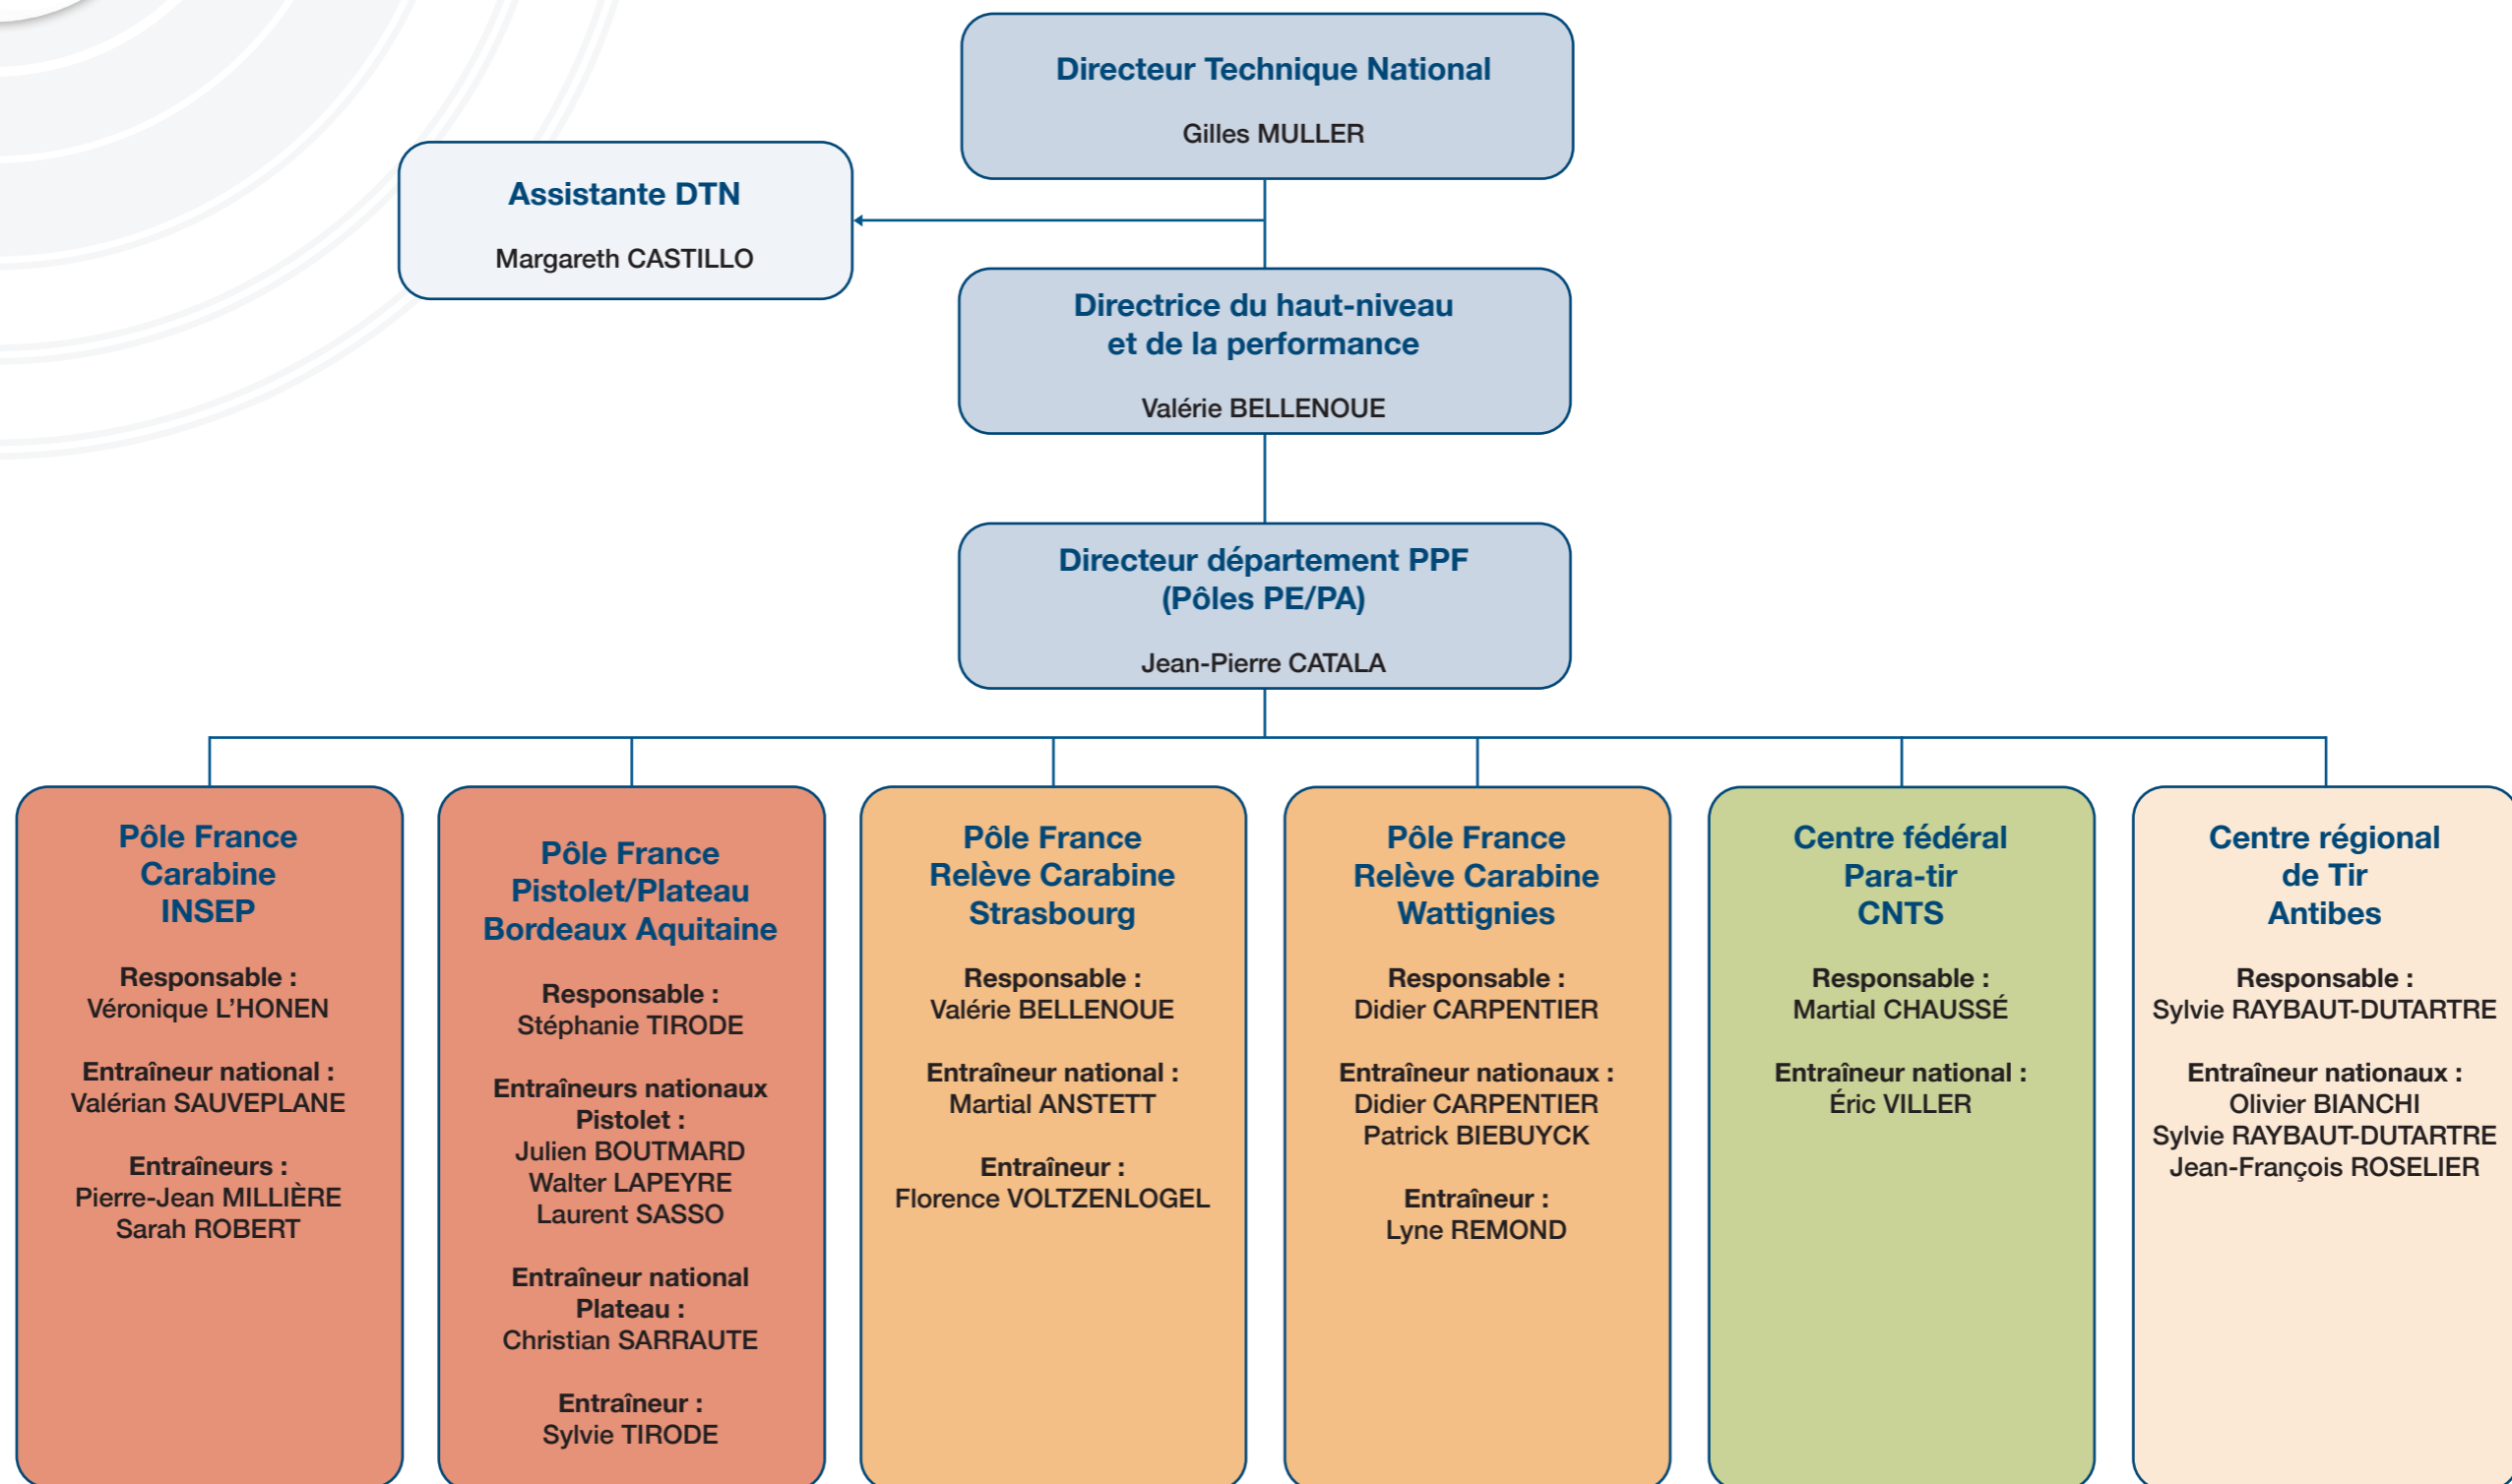 Directeur Technique National
Gilles MULLER
Assistante DTN
Margareth CASTILLO
Directrice du haut-niveau
et de la performance
Valérie BELLENOUE
Directeur département PPF
(Pôles PE/PA)
Jean-Pierre CATALA
Pôle France
Carabine
INSEP
Responsable :
Véronique L'HONEN
Entraîneur national :
Valérian SAUVEPLANE
Entraîneurs :
Pierre-Jean MILLIÈRE
Sarah ROBERT
Pôle France
Pistolet/Plateau
Bordeaux Aquitaine
Responsable :
Stéphanie TIRODE
Entraîneurs nationaux
Pistolet :
Julien BOUTMARD
Walter LAPEYRE
Laurent SASSO
Entraîneur national
Plateau :
Christian SARRAUTE
Entraîneur :
Sylvie TIRODE
Pôle France
Relève Carabine
Strasbourg
Responsable :
Valérie BELLENOUE
Entraîneur national :
Martial ANSTETT
Entraîneur :
Florence VOLTZENLOGEL
Pôle France
Relève Carabine
Wattignies
Responsable :
Didier CARPENTIER
Entraîneur nationaux :
Didier CARPENTIER
Patrick BIEBUYCK
Entraîneur :
Lyne REMOND
Centre fédéral
Para-tir
CNTS
Responsable :
Martial CHAUSSÉ
Entraîneur national :
Éric VILLER
Centre régional
de Tir
Antibes
Responsable :
Sylvie RAYBAUT-DUTARTRE
Entraîneur nationaux :
Olivier BIANCHI
Sylvie RAYBAUT-DUTARTRE
Jean-François ROSELIER